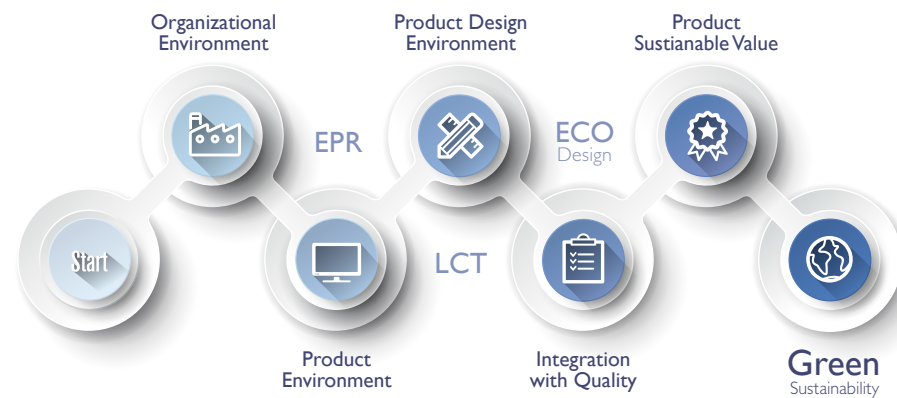 Organizational
Environment
Product Design
Environment
Product
Sustianable Value
EPR
ECO
Design
Start
LCT
Product
Environment
Integration
with Quality
Green
Sustainability